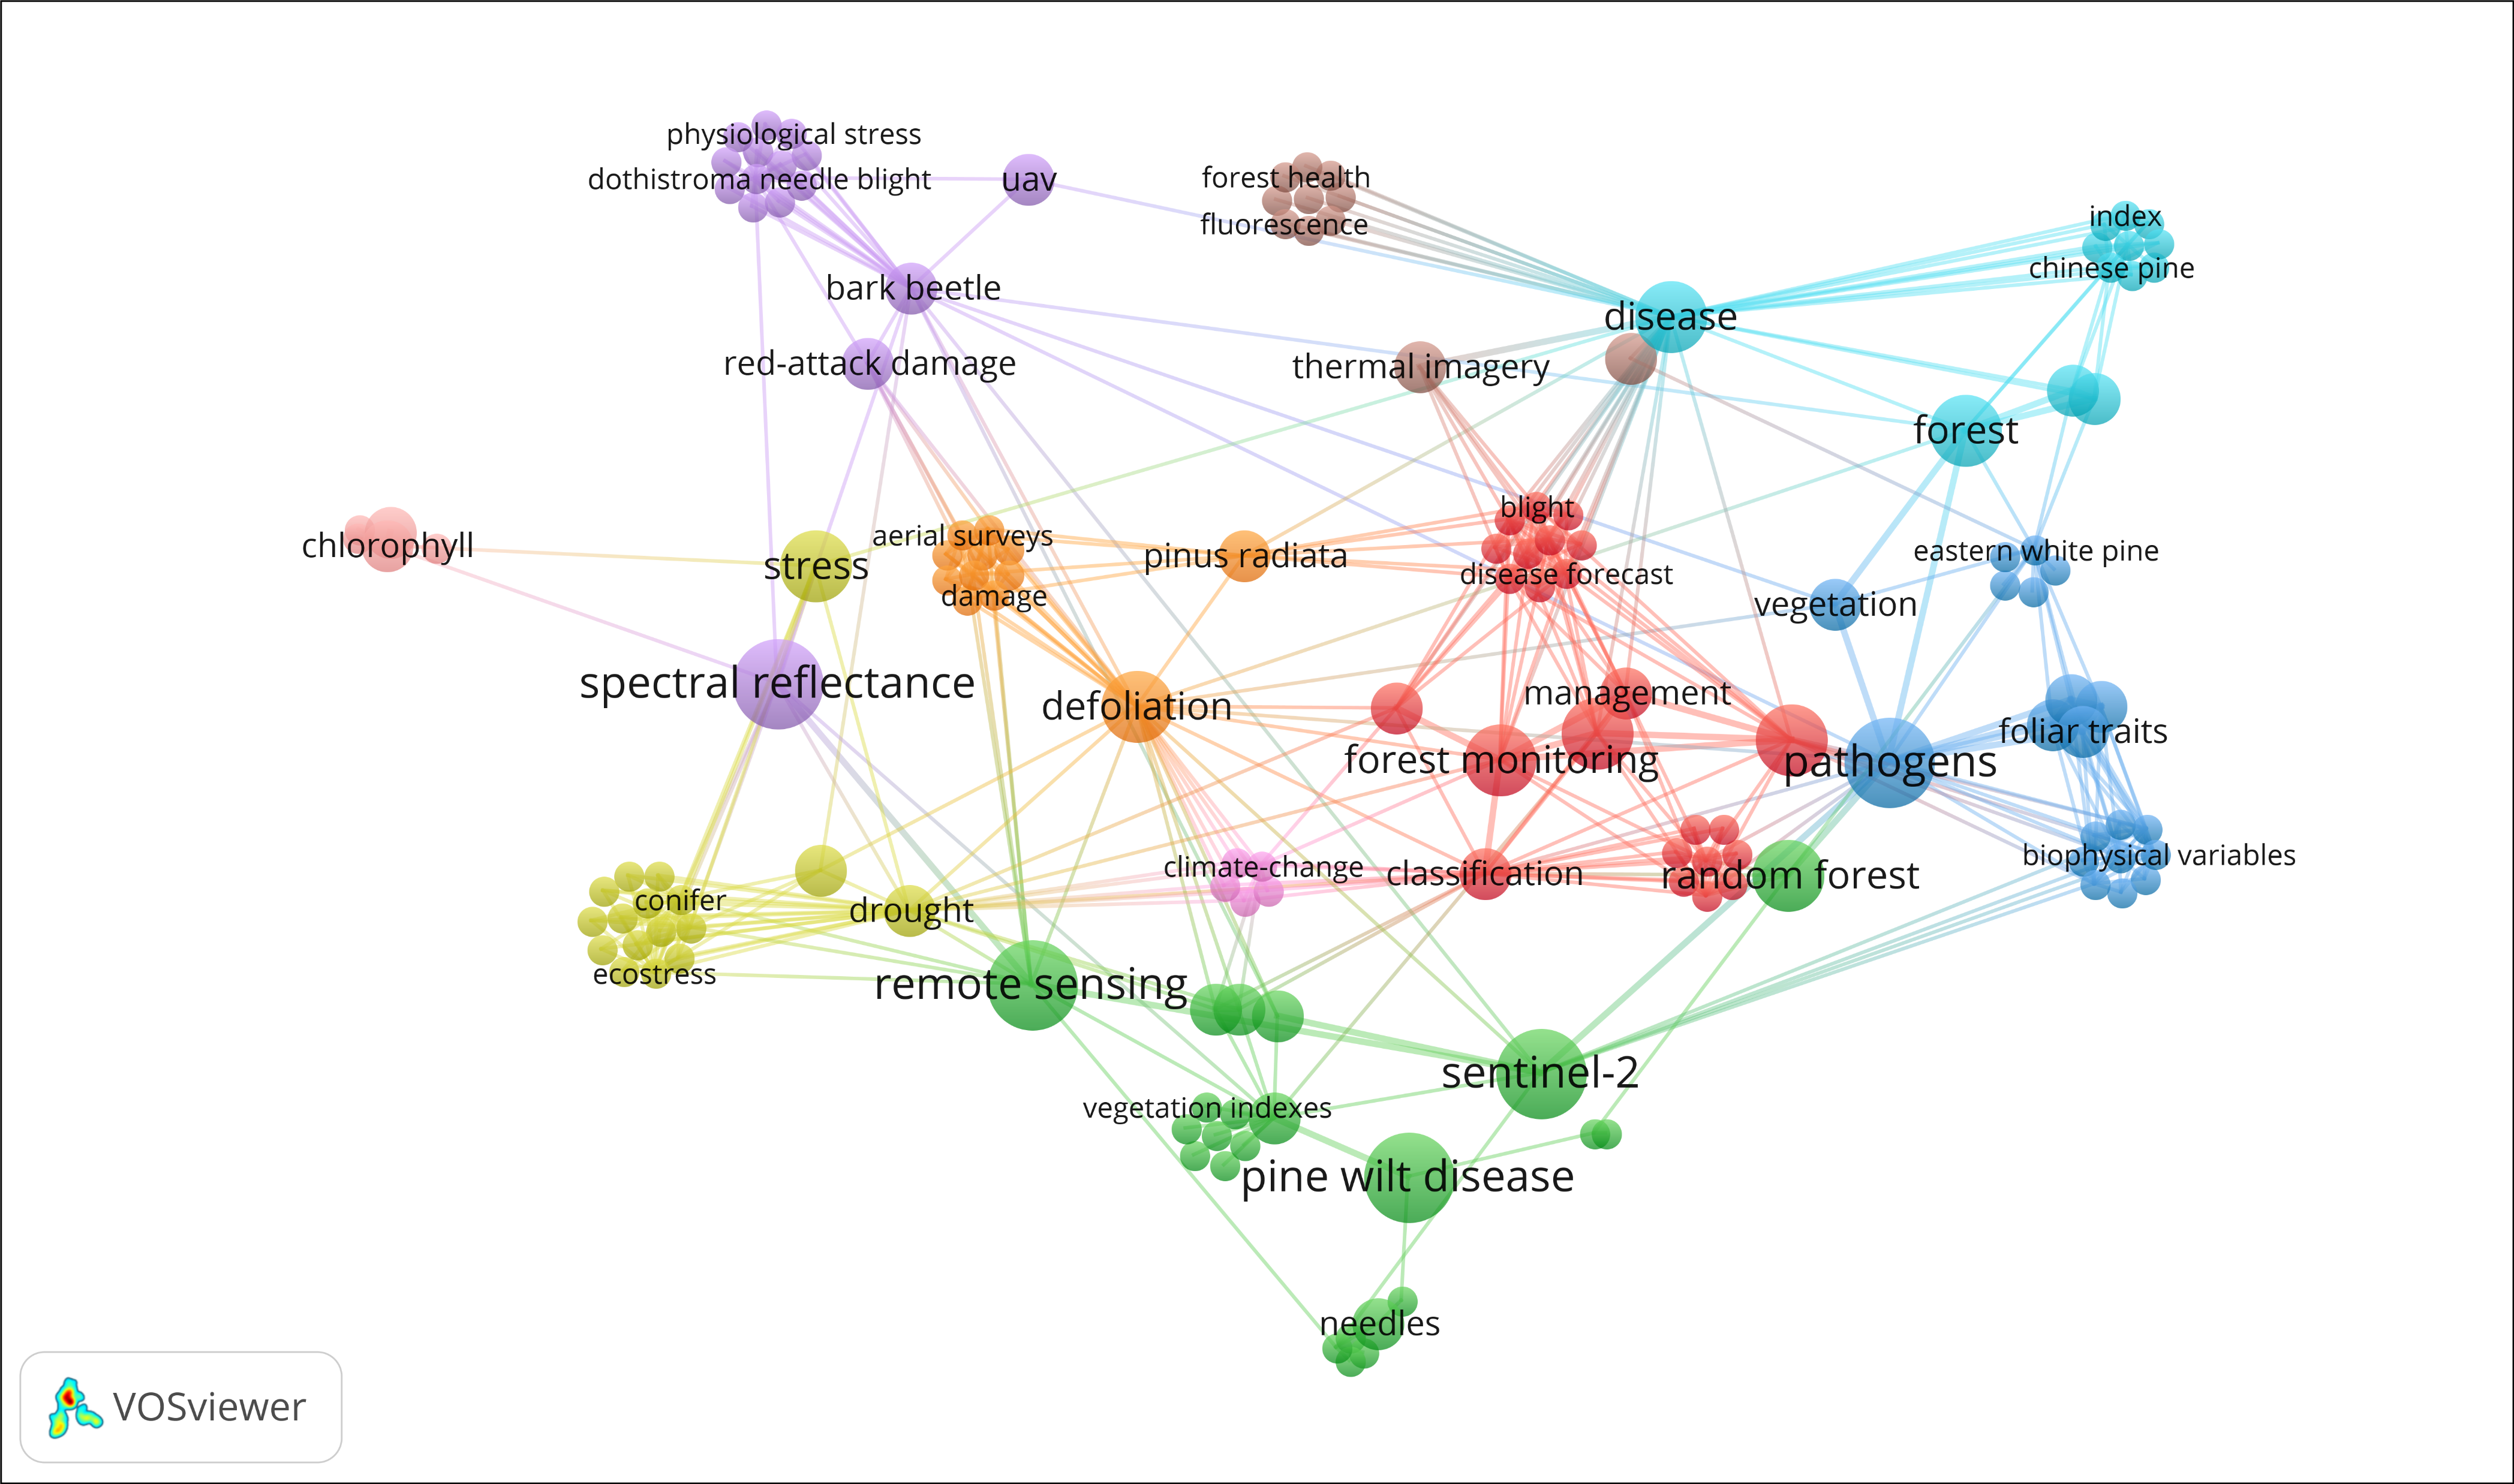 physiological stress
dothistroma needle blight
uav
forest health
fluorescence
index
chinese pine
bark beetle
disease
red-attack damage
thermal imagery
forest
blight
aerial surveys
chlorophyll
stress
pinus radiata
eastern white pine
disease forecast
damage
vegetation
spectral reflectance
management
defoliation
foliar traits
forest monitoring
pathogens
biophysical variables
climate-change
classification
random forest
conifer
drought
ecostress
remote sensing
sentinel-2
vegetation indexes
pine wilt disease
needles
VOSviewer